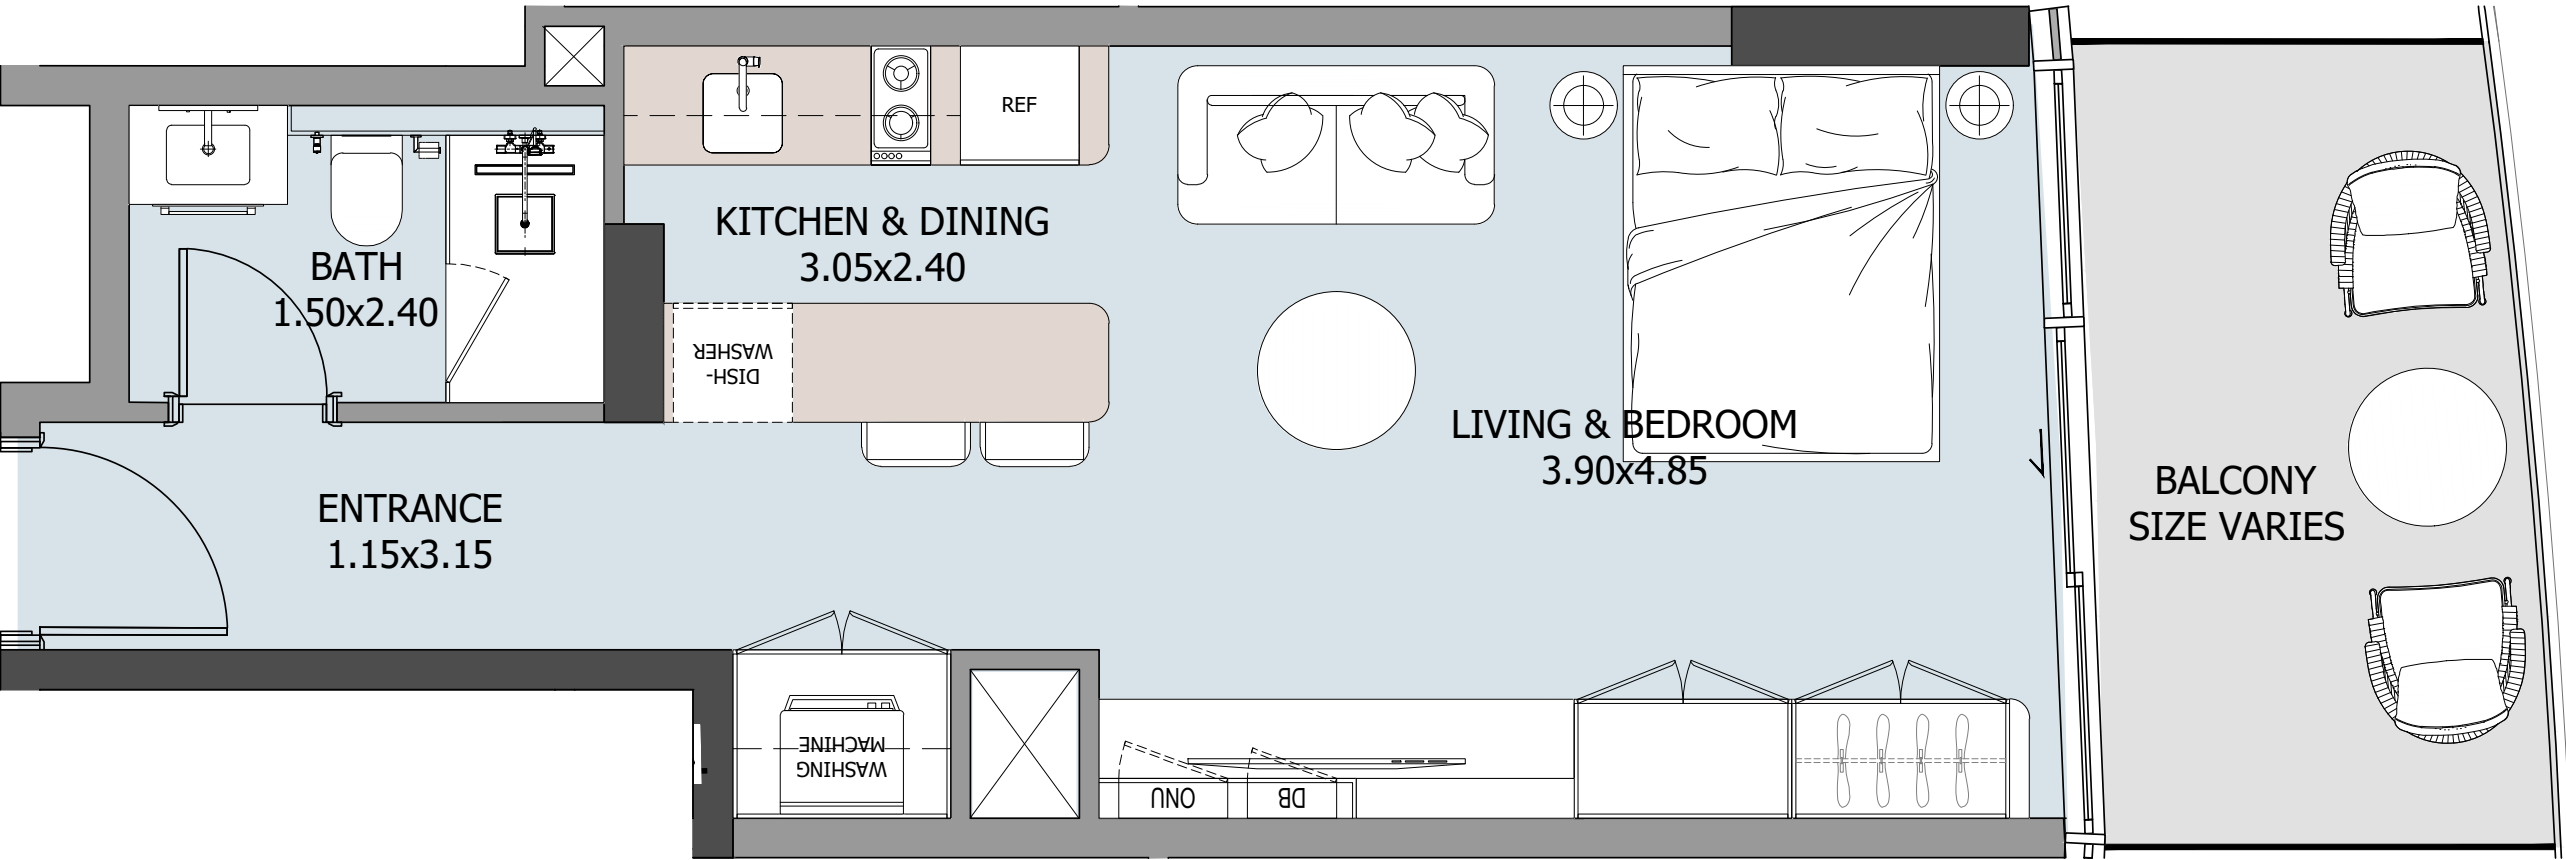 REF
KITCHEN & DINING
3.05x2.40
BATH
1.50x2.40
DISH-
WASHER
LIVING & BEDROOM
3.90x4.85
BALCONY
SIZE VARIES
ENTRANCE
1.15x3.15
WASHING
MACHINE
ONU
DB